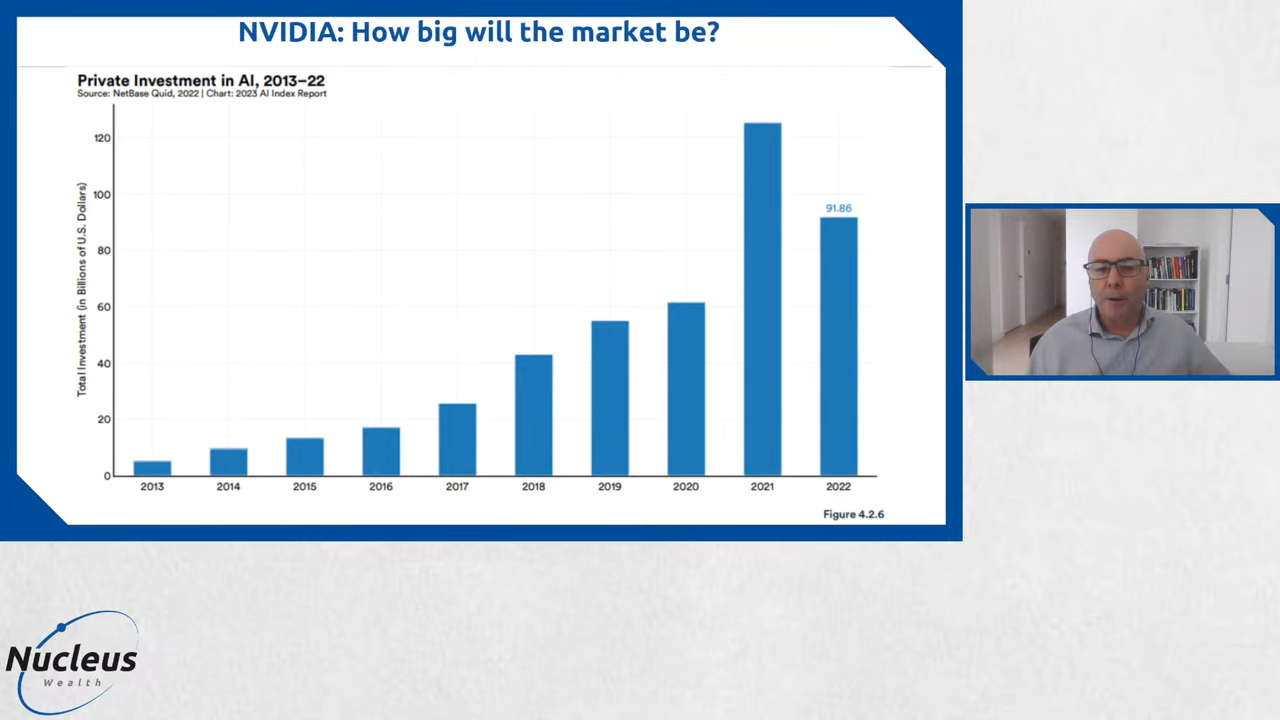 NVIDIA: How big will the market be?
Private Investment in AI, 2013–22
Source: NetBase Quid, 2022 | Chart: 2023 AI Index Report
Total Investment (in Billions of U.S. Dollars)
120
100
80
60
40
20
0
91.86
2013 2014 2015 2016 2017 2018 2019 2020 2021 2022
Figure 4.2.6
Nucleus
Wealth